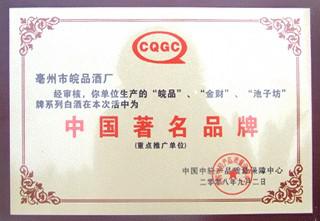 CQGC
亳州市皖品酒厂
经审核，你单位生产的“皖品”、“金财”、“池子坊”
牌系列白酒在本次活中为
中国著名品牌
(重点推广单位)
中国中轻产品质量保障中心
二零零八年九月二日